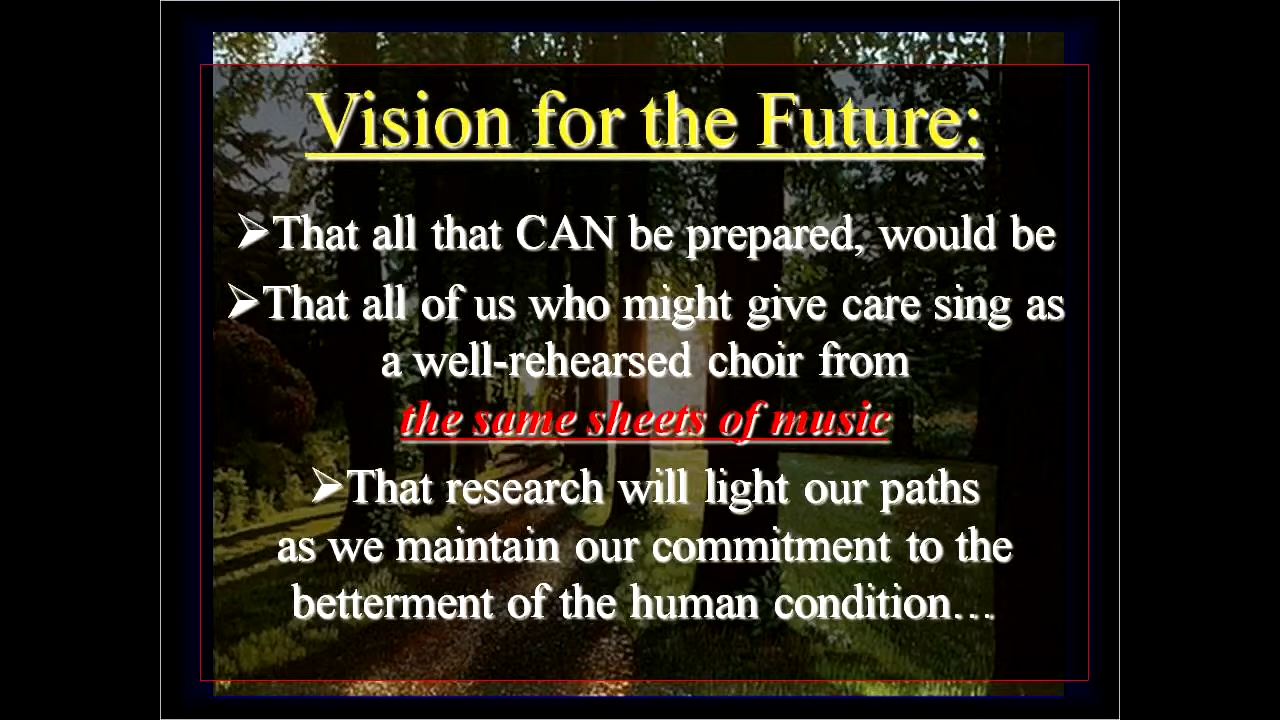 Vision for the Future:
➢That all that CAN be prepared, would be
➢That all of us who might give care sing as
a well-rehearsed choir from
the same sheets of music
➢That research will light our paths
as we maintain our commitment to the
betterment of the human condition…